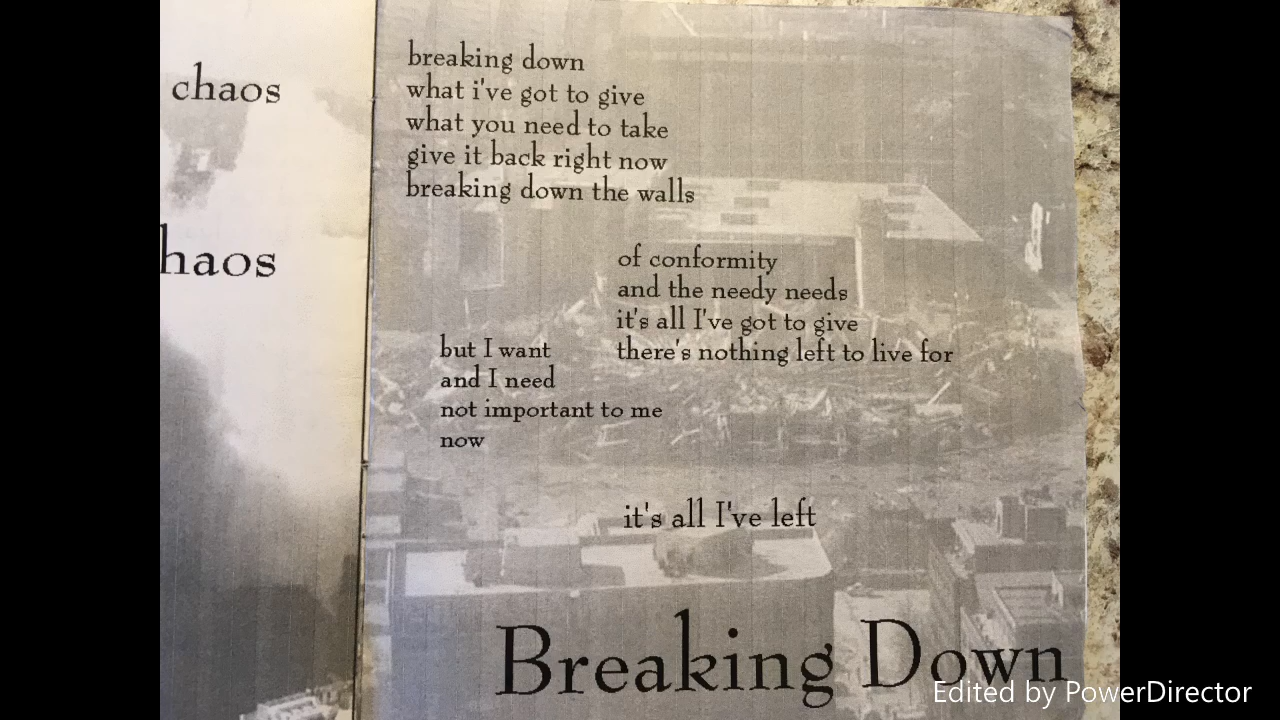 chaos
haos
breaking down
what i've got to give
what you need to take
give it back right now
breaking down the walls
of conformity
and the needy needs
it's all I've got to give
there's nothing left to live for
but I want
and I need
not important to me
now
it's all I've left
Breaking Down
Edited by PowerDirector